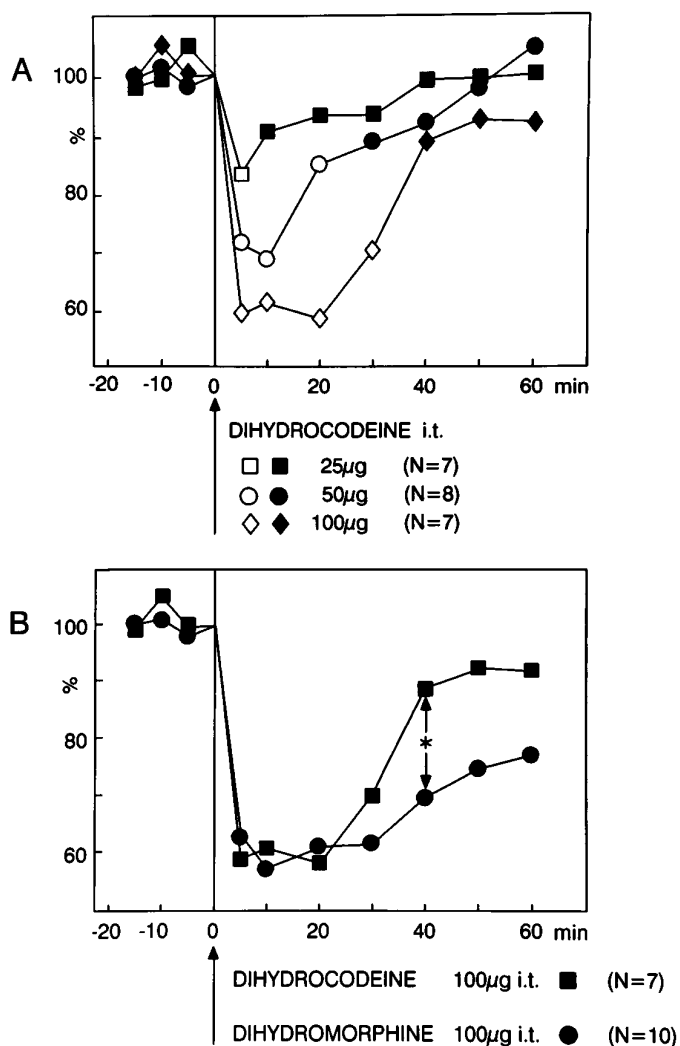 A
100
%
80
60
-20 -10 0 20 40 60 min
DIHYDROCODEINE i.t.
25µg (N=7)
50µg (N=8)
100µg (N=7)
B
100
%
80
*
60
-20 -10 0 20 40 60 min
DIHYDROCODEINE 100µg i.t. (N=7)
DIHYDROMORPHINE 100µg i.t. (N=10)